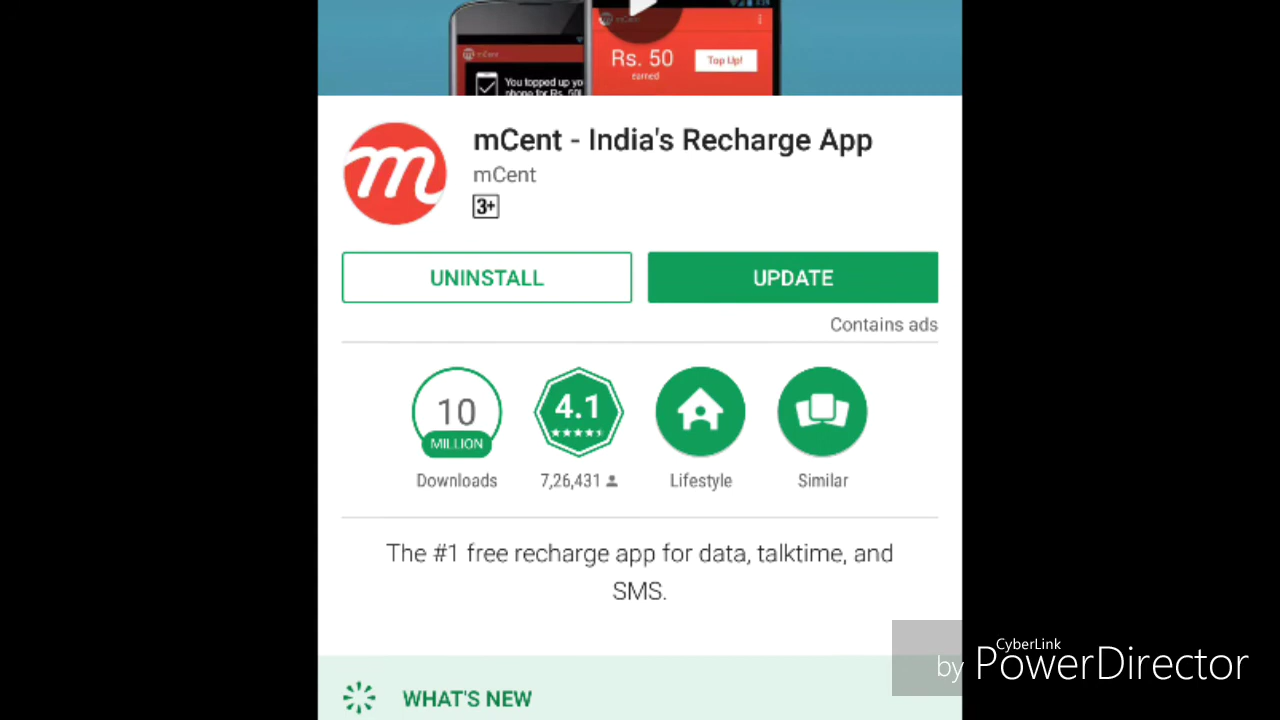 mCent
mCent
Rs. 50
earned
Top Up!
You topped up yo
phone for Rs. 50!
m
mCent - India's Recharge App
mCent
3+
UNINSTALL
UPDATE
Contains ads
10
MILLION
Downloads
4.1
7,26,431
Lifestyle
Similar
The #1 free recharge app for data, talktime, and
SMS.
WHAT'S NEW
by CyberLink
PowerDirector